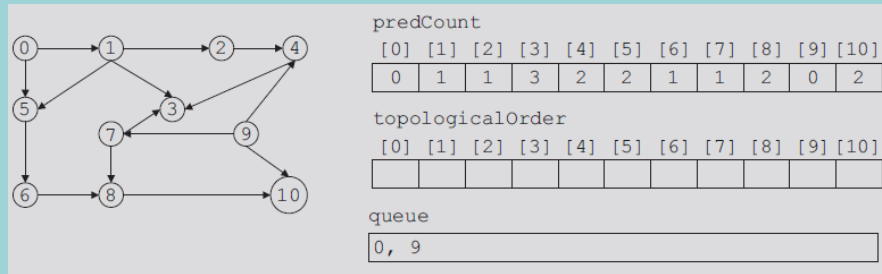 0 1 2 4
5 3
7 9
6 8 10
predCount
[0] [1] [2] [3] [4] [5] [6] [7] [8] [9] [10]
0 1 1 3 2 2 1 1 2 0 2
topologicalOrder
[0] [1] [2] [3] [4] [5] [6] [7] [8] [9] [10]
queue
0, 9